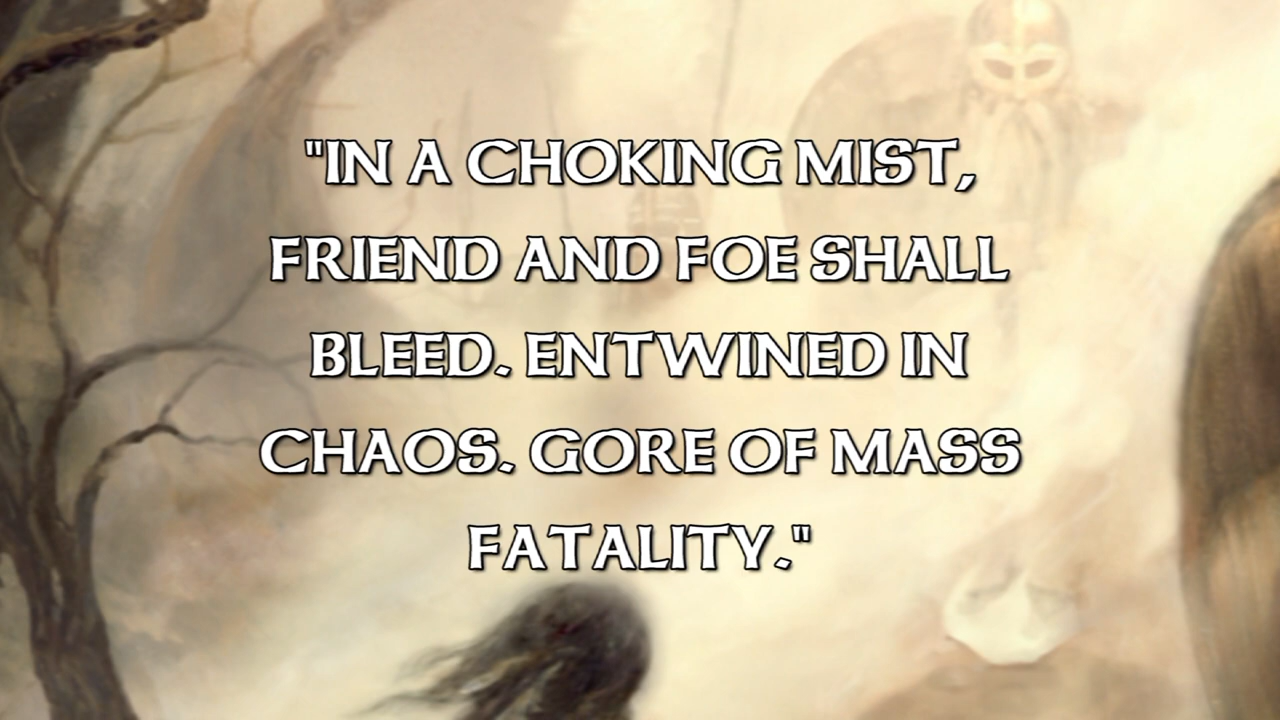 "IN A CHOKING MIST,
FRIEND AND FOE SHALL
BLEED. ENTWINED IN
CHAOS. GORE OF MASS
FATALITY."